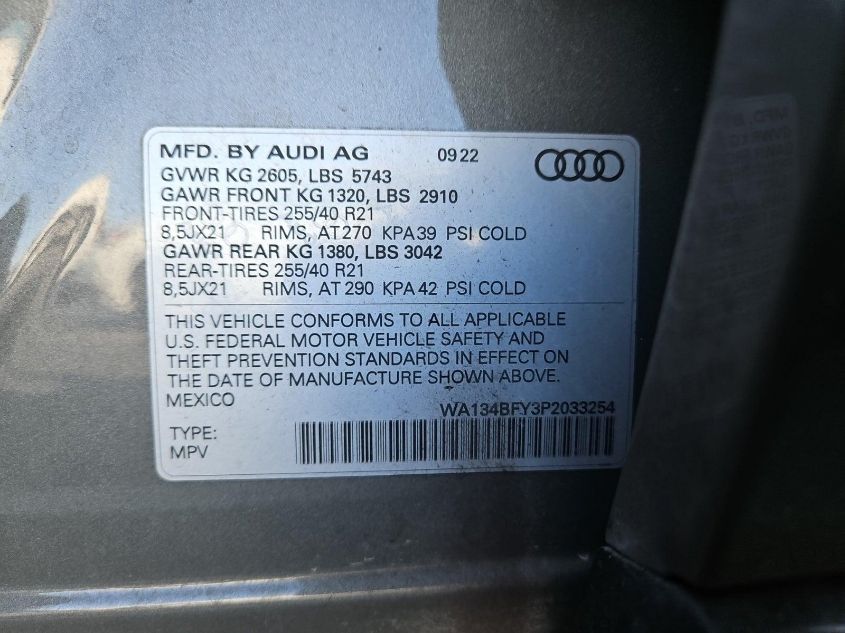 MFD. BY AUDI AG 0922
GVWR KG 2605, LBS 5743
GAWR FRONT KG 1320, LBS 2910
FRONT-TIRES 255/40 R21
8,5JX21 RIMS, AT 270 KPA 39 PSI COLD
GAWR REAR KG 1380, LBS 3042
REAR-TIRES 255/40 R21
8,5JX21 RIMS, AT 290 KPA 42 PSI COLD
THIS VEHICLE CONFORMS TO ALL APPLICABLE
U.S. FEDERAL MOTOR VEHICLE SAFETY AND
THEFT PREVENTION STANDARDS IN EFFECT ON
THE DATE OF MANUFACTURE SHOWN ABOVE.
MEXICO WA134BFY3P2033254
TYPE:
MPV